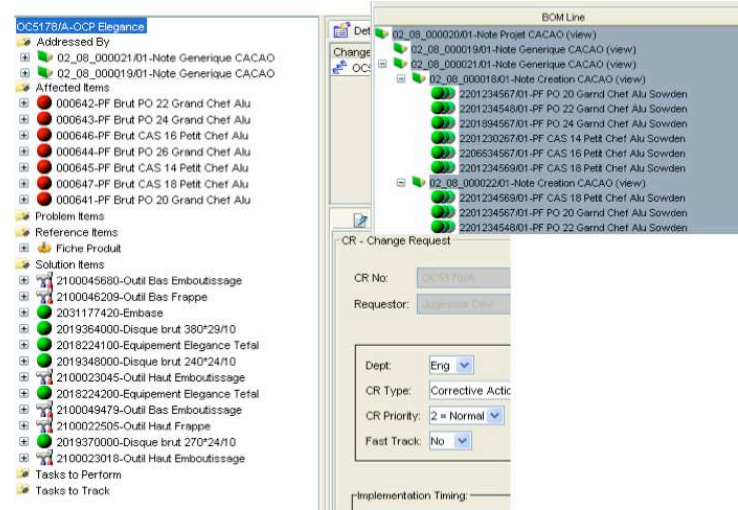 OC5178/A-OCP Elegance
Addressed By
02_08_000021/01-Note Generique CACAO
02_08_000019/01-Note Generique CACAO
Affected Items
000642-PF Brut PO 22 Grand Chef Alu
000643-PF Brut PO 24 Grand Chef Alu
000646-PF Brut CAS 16 Petit Chef Alu
000644-PF Brut PO 26 Grand Chef Alu
000645-PF Brut CAS 14 Petit Chef Alu
000647-PF Brut CAS 18 Petit Chef Alu
000641-PF Brut PO 20 Grand Chef Alu
Problem Items
Reference Items
Fiche Produit
Solution Items
2100045680-Outil Bas Emboutissage
2100046209-Outil Bas Frappe
2031177420-Embase
2019364000-Disque brut 380*29/10
2018224100-Equipement Elegance Tefal
2019348000-Disque brut 240*24/10
2100023045-Outil Haut Emboutissage
2018224200-Equipement Elegance Tefal
2100049479-Outil Bas Emboutissage
2100022505-Outil Haut Frappe
2019370000-Disque brut 270*24/10
2100023018-Outil Haut Emboutissage
Tasks to Perform
Tasks to Track
Det
Change
OC5
BOM Line
02_08_000020/01-Note Projet CACAO (view)
02_08_000019/01-Note Generique CACAO (view)
02_08_000021/01-Note Generique CACAO (view)
02_08_000018/01-Note Creation CACAO (view)
2201234567/01-PF PO 20 Garnd Chef Alu Sowden
2201234548/01-PF PO 22 Garnd Chef Alu Sowden
2201894567/01-PF PO 24 Garnd Chef Alu Sowden
2201230267/01-PF CAS 14 Petit Chef Alu Sowden
2206634567/01-PF CAS 16 Petit Chef Alu Sowden
2201234569/01-PF CAS 18 Petit Chef Alu Sowden
02_08_000022/01-Note Creation CACAO (view)
2201234569/01-PF CAS 18 Petit Chef Alu Sowden
2201234567/01-PF PO 20 Garnd Chef Alu Sowden
2201234548/01-PF PO 22 Garnd Chef Alu Sowden
CR - Change Request
CR No: OC5178/A
Requestor:
Dept: Eng
CR Type: Corrective Actic
CR Priority: 2 = Normal
Fast Track: No
Implementation Timing: